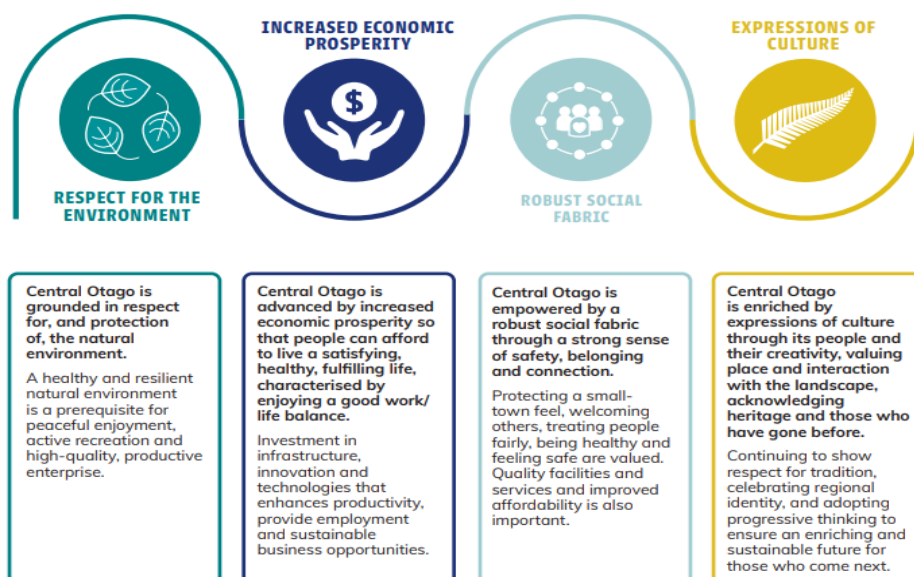 INCREASED ECONOMIC
PROSPERITY
EXPRESSIONS OF
CULTURE
$
RESPECT FOR THE
ENVIRONMENT
ROBUST SOCIAL
FABRIC
Central Otago is
grounded in respect
for, and protection
of, the natural
environment.
A healthy and resilient
natural environment
is a prerequisite for
peaceful enjoyment,
active recreation and
high-quality, productive
enterprise.
Central Otago is
advanced by increased
economic prosperity so
that people can afford
to live a satisfying,
healthy, fulfilling life,
characterised by
enjoying a good work/
life balance.
Investment in
infrastructure,
innovation and
technologies that
enhances productivity,
provide employment
and sustainable
business opportunities.
Central Otago is
empowered by a
robust social fabric
through a strong sense
of safety, belonging
and connection.
Protecting a small-
town feel, welcoming
others, treating people
fairly, being healthy and
feeling safe are valued.
Quality facilities and
services and improved
affordability is also
important.
Central Otago
is enriched by
expressions of culture
through its people and
their creativity, valuing
place and interaction
with the landscape,
acknowledging
heritage and those who
have gone before.
Continuing to show
respect for tradition,
celebrating regional
identity, and adopting
progressive thinking to
ensure an enriching and
sustainable future for
those who come next.